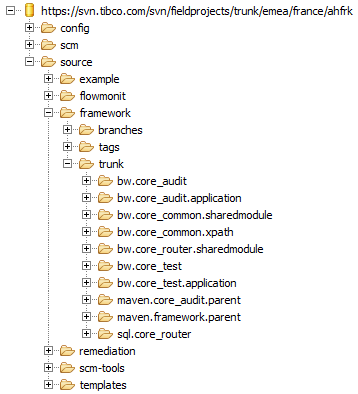 https://svn.tibco.com/svn/fieldprojects/trunk/emea/france/ahfrk
config
scm
source
example
flowmonit
framework
branches
tags
trunk
bw.core_audit
bw.core_audit.application
bw.core_common.sharedmodule
bw.core_common.xpath
bw.core_router.sharedmodule
bw.core_test
bw.core_test.application
maven.core_audit.parent
maven.framework.parent
sql.core_router
remediation
scm-tools
templates